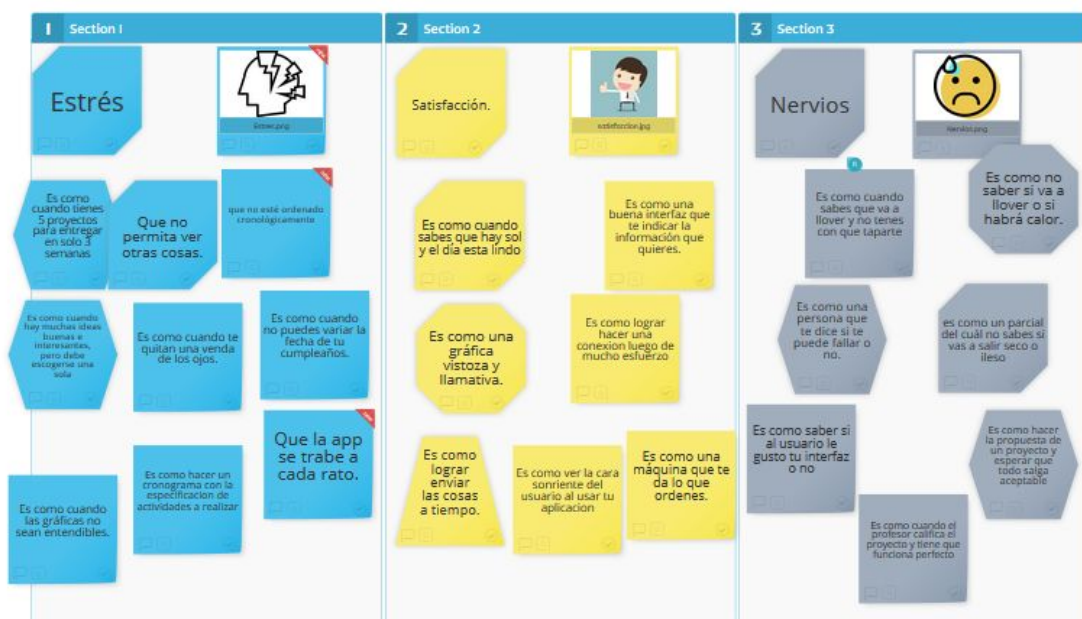 1 Section 1
Estrés
NEW
Estres.png
Es como
cuando tienes
5 proyectos
para entregar
en solo 3
semanas
Que no
permita ver
otras cosas.
NEW
que no esté ordenado
cronológicamente
Es como cuando
hay muchas ideas
buenas e
interesantes,
pero debe
escogerse una
sola
Es como cuando te
quitan una venda
de los ojos.
Es como cuando
no puedes variar la
fecha de tu
cumpleaños.
Es como cuando
las gráficas no
sean entendibles.
Es como hacer un
cronograma con la
especificacion de
actividades a realizar
NEW
Que la app
se trabe a
cada rato.
2 Section 2
Satisfacción.
satisfaccion.jpg
Es como cuando
sabes que hay sol
y el día esta lindo
Es como una
buena interfaz que
te indicar la
información que
quieres.
Es como una
gráfica
vistoza y
llamativa.
Es como lograr
hacer una
conexion luego de
mucho esfuerzo
Es como
lograr
enviar
las cosas
a tiempo.
Es como ver la cara
sonriente del
usuario al usar tu
aplicacion
Es como una
máquina que te
da lo que
ordenes.
3 Section 3
Nervios
Nervios.png
Es como cuando
sabes que va a
llover y no tenes
con que taparte
Es como no
saber si va a
llover o si
habrá calor.
Es como una
persona que
te dice si te
puede fallar o
no.
es como un parcial
del cuál no sabes si
vas a salir seco o
ileso
Es como saber si
al usuario le
gusto tu interfaz
o no
Es como hacer
la propuesta de
un proyecto y
esperar que
todo salga
aceptable
Es como cuando el
profesor califica el
proyecto y tiene que
funciona perfecto